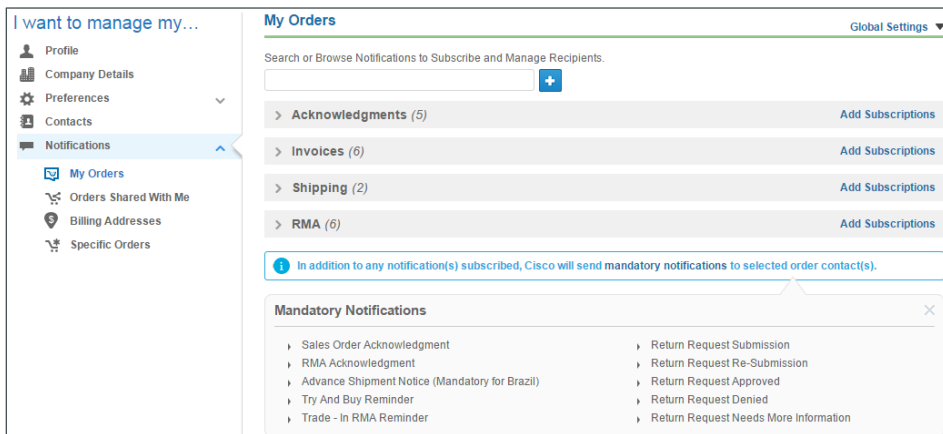 I want to manage my...
Profile
Company Details
Preferences
Contacts
Notifications
My Orders
Orders Shared With Me
Billing Addresses
Specific Orders
My Orders
Global Settings
Search or Browse Notifications to Subscribe and Manage Recipients.
Acknowledgments (5) Add Subscriptions
Invoices (6) Add Subscriptions
Shipping (2) Add Subscriptions
RMA (6) Add Subscriptions
In addition to any notification(s) subscribed, Cisco will send mandatory notifications to selected order contact(s).
Mandatory Notifications
Sales Order Acknowledgment
RMA Acknowledgment
Advance Shipment Notice (Mandatory for Brazil)
Try And Buy Reminder
Trade - In RMA Reminder
Return Request Submission
Return Request Re-Submission
Return Request Approved
Return Request Denied
Return Request Needs More Information